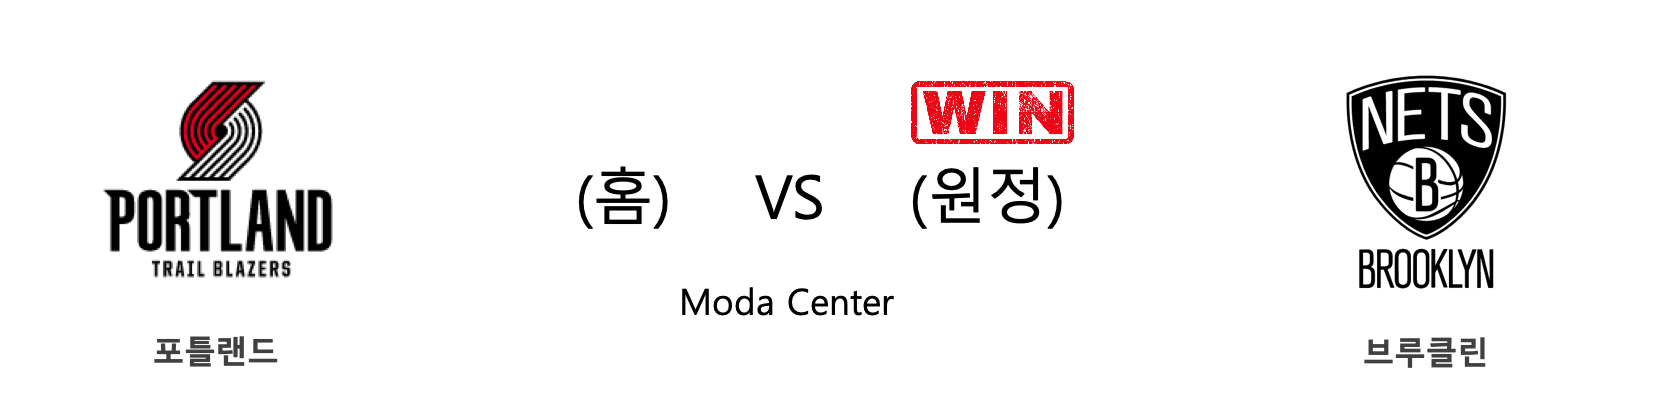 WIN
(홈) VS (원정)
Moda Center
PORTLAND
TRAIL BLAZERS
포틀랜드
NETS
B
BROOKLYN
브루클린